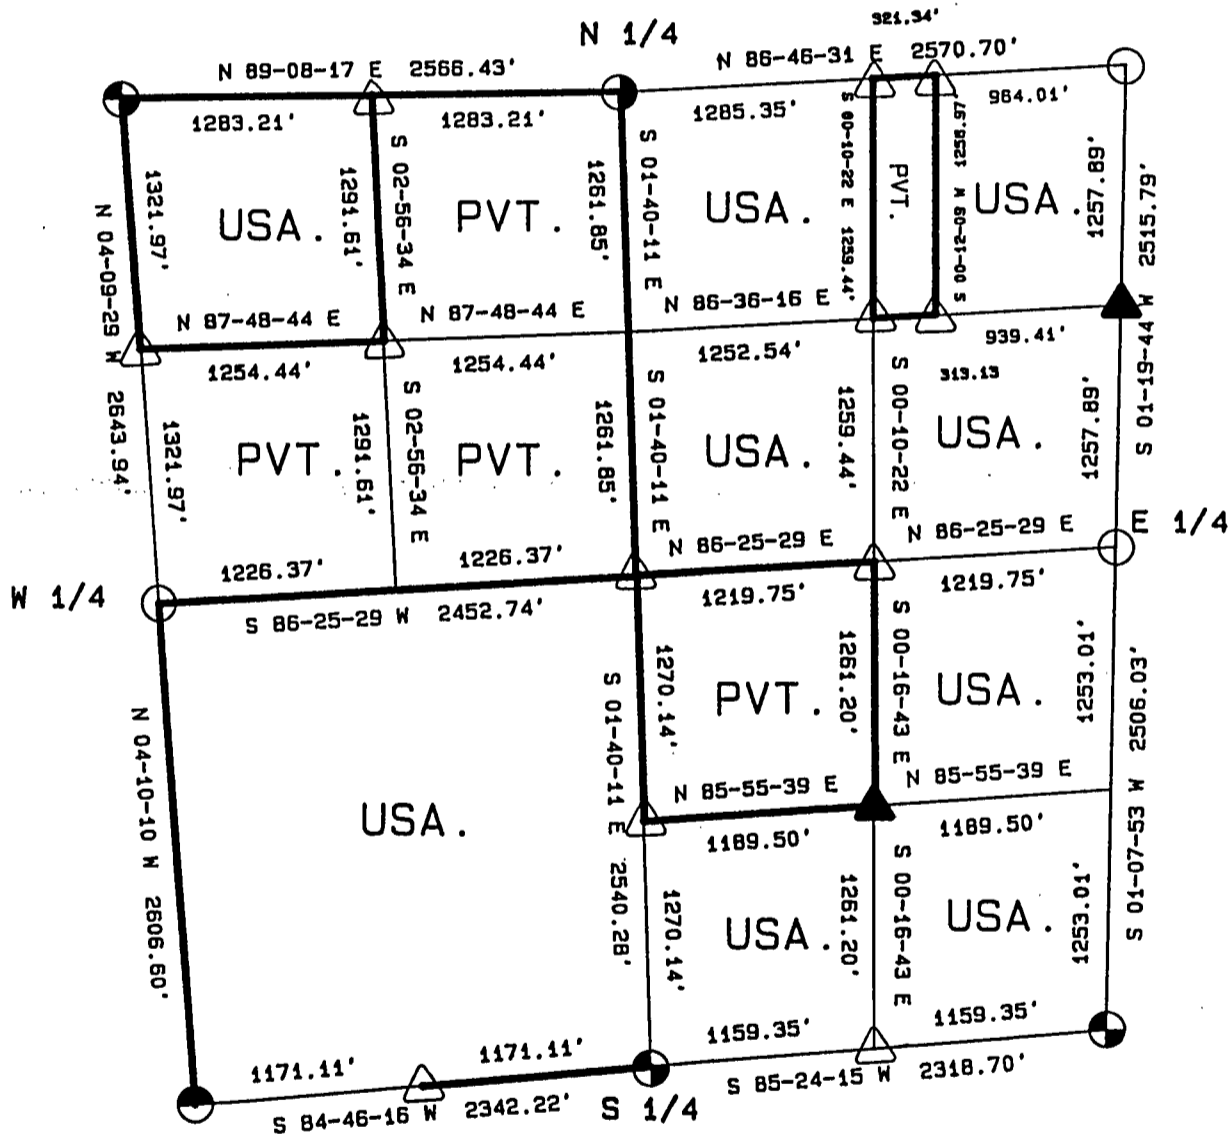 321.34'
N 1/4
N 89-08-17 E 2566.43'
N 86-46-31 E 2570.70'
1283.21'
1283.21'
1285.35'
964.01'
N 04-09-29 W 2643.94'
1321.97'
USA.
1291.61'
S 02-56-34 E
PVT.
1261.85'
S 01-40-11 E
USA.
S 00-10-22 E 1259.44'
PVT.
S 00-12-09 W 1258.97'
USA.
1257.89'
S 01-19-44 W 2515.79'
N 87-48-44 E
N 87-48-44 E
N 86-36-16 E
1254.44'
1254.44'
1252.54'
939.41'
313.13
1321.97'
PVT.
1291.61'
S 02-56-34 E
PVT.
1261.85'
S 01-40-11 E
USA.
1259.44'
S 00-10-22 E
USA.
1257.89'
N 86-25-29 E
N 86-25-29 E
E 1/4
1226.37'
1226.37'
W 1/4
S 86-25-29 W 2452.74'
1219.75'
1219.75'
N 04-10-10 W 2606.60'
USA.
S 01-40-11 E 2540.28'
1270.14'
PVT.
1261.20'
S 00-16-43 E
USA.
1253.01'
S 01-07-53 W 2506.03'
N 85-55-39 E
N 85-55-39 E
1189.50'
1189.50'
1270.14'
USA.
1261.20'
S 00-16-43 E
USA.
1253.01'
1171.11'
1171.11'
1159.35'
1159.35'
S 84-46-16 W 2342.22'
S 1/4
S 85-24-15 W 2318.70'